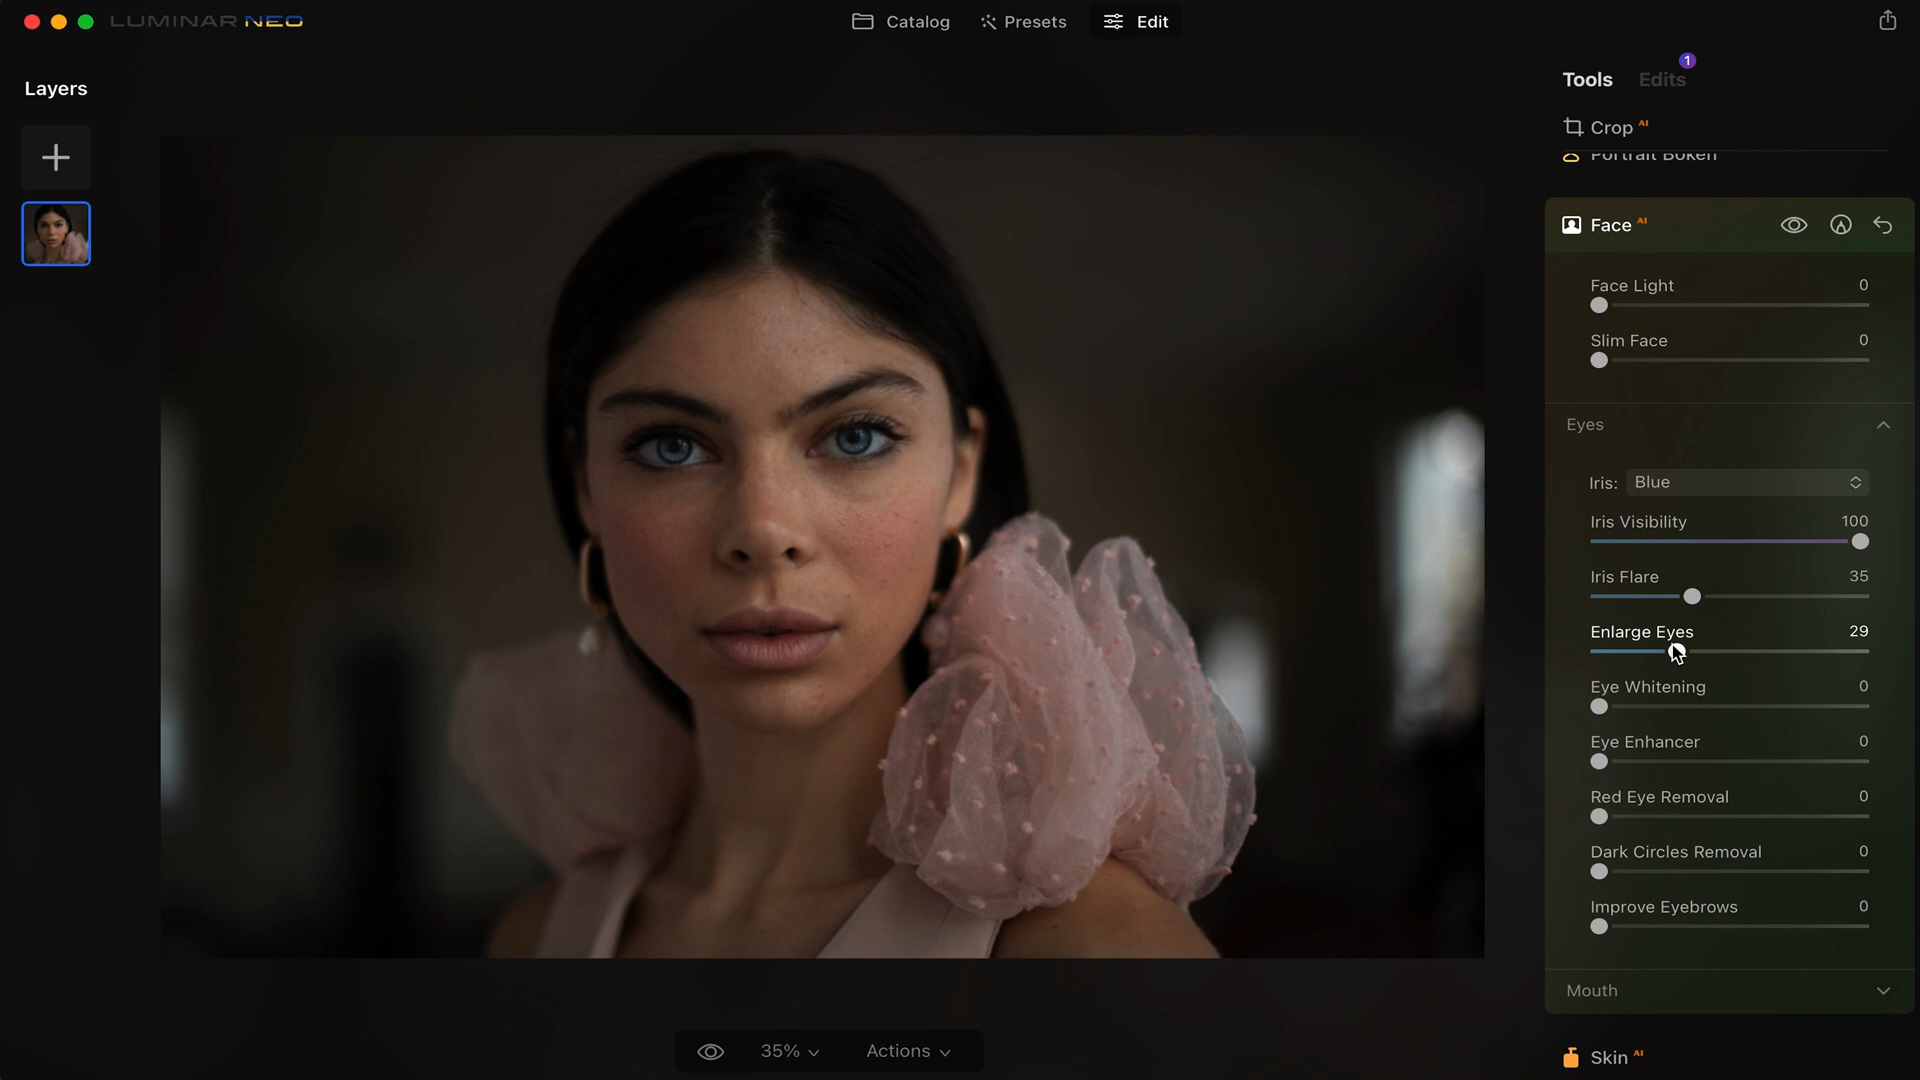 LUMINAR NEO
Catalog
Presets
Edit
Layers
Tools
Edits
1
Crop AI
Portrait Bokeh
Face AI
Face Light 0
Slim Face 0
Eyes
Iris: Blue
Iris Visibility 100
Iris Flare 35
Enlarge Eyes 29
Eye Whitening 0
Eye Enhancer 0
Red Eye Removal 0
Dark Circles Removal 0
Improve Eyebrows 0
Mouth
35%
Actions
Skin AI